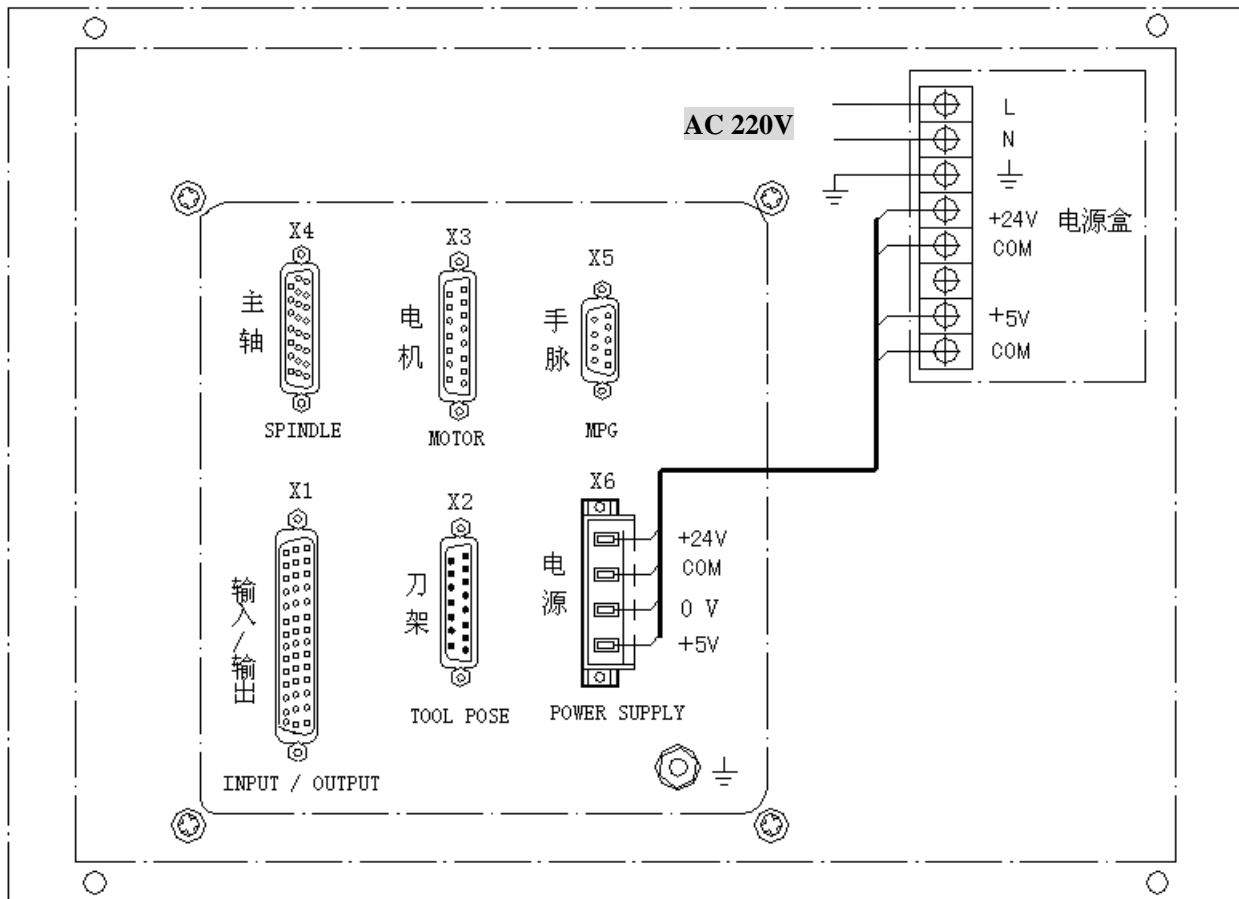 AC 220V
L
N
+24V
电源盒
COM
+5V
COM
X4
主轴
SPINDLE
X3
电机
MOTOR
X5
手脉
MPG
X1
输入/输出
INPUT / OUTPUT
X2
刀架
TOOL POSE
X6
电源
+24V
COM
0 V
+5V
POWER SUPPLY